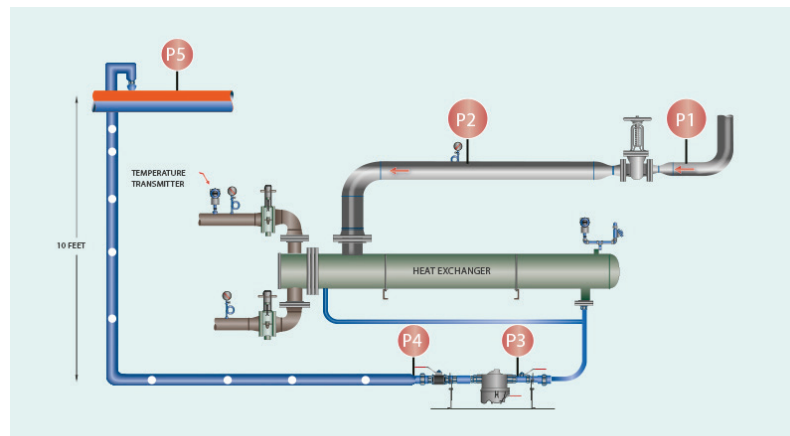 P5
P2
P1
TEMPERATURE
TRANSMITTER
10 FEET
HEAT EXCHANGER
P4
P3